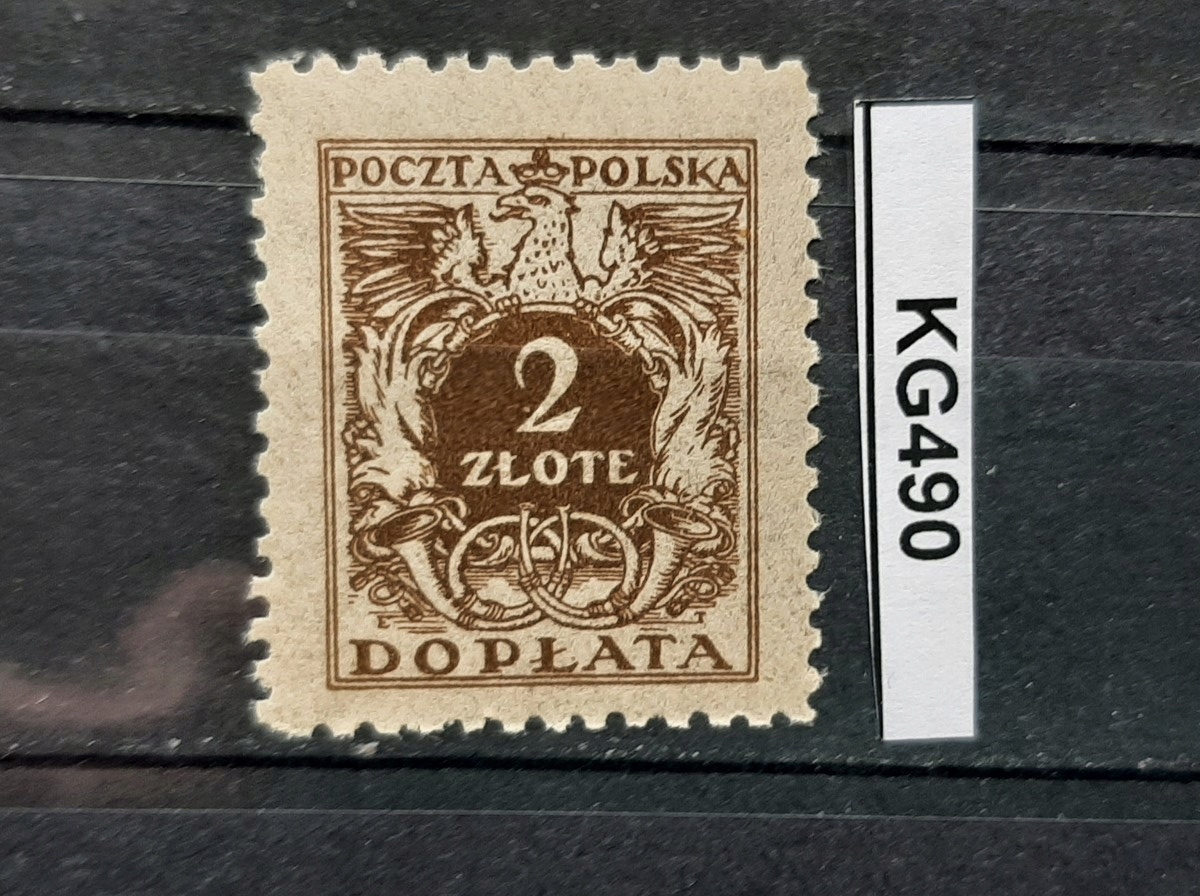 POCZTA POLSKA
2
ZŁOTE
DOPŁATA
KG490